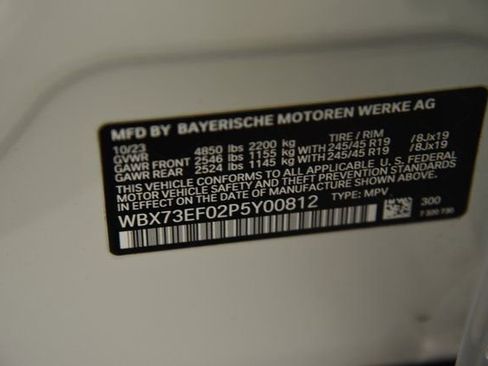 MFD BY BAYERISCHE MOTOREN WERKE AG
10/23 TIRE / RIM
GVWR 4850 lbs 2200 kg
GAWR FRONT 2546 lbs 1155 kg 245/45 R19 /8Jx19
GAWR REAR 2524 lbs 1145 kg 245/45 R19 /8Jx19
THIS VEHICLE CONFORMS TO ALL APPLICABLE U. S. FEDERAL
MOTOR VEHICLE SAFETY AND THEFT PREVENTION STANDARDS
IN EFFECT ON THE DATE OF MANUFACTURE SHOWN ABOVE.
WBX73EF02P5Y00812 TYPE: MPV
300